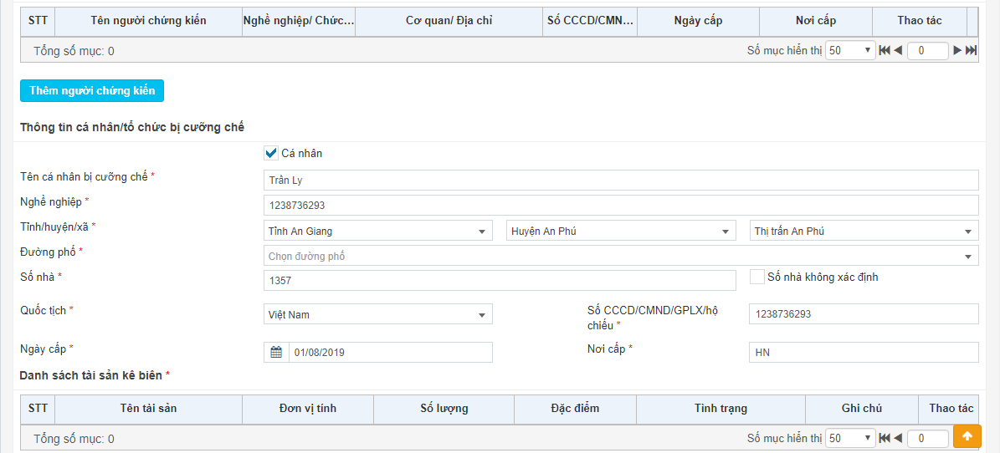 STT Tên người chứng kiến Nghề nghiệp/ Chức... Cơ quan/ Địa chỉ Số CCCD/CMN... Ngày cấp Nơi cấp Thao tác
Tổng số mục: 0 Số mục hiển thị 50 0
Thêm người chứng kiến
Thông tin cá nhân/tổ chức bị cưỡng chế
Cá nhân
Tên cá nhân bị cưỡng chế * Trần Ly
Nghề nghiệp * 1238736293
Tỉnh/huyện/xã * Tỉnh An Giang Huyện An Phú Thị trấn An Phú
Đường phố * Chọn đường phố
Số nhà * 1357 Số nhà không xác định
Quốc tịch * Việt Nam Số CCCD/CMND/GPLX/hộ
chiếu * 1238736293
Ngày cấp * 01/08/2019 Nơi cấp * HN
Danh sách tài sản kê biên *
STT Tên tài sản Đơn vị tính Số lượng Đặc điểm Tình trạng Ghi chú Thao tác
Tổng số mục: 0 Số mục hiển thị 50 0